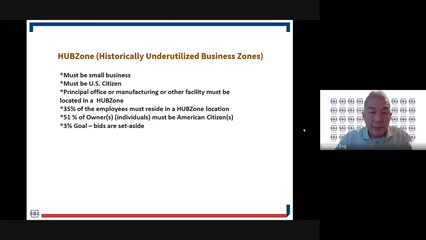 HUBZone (Historically Underutilized Business Zones)
*Must be small business
*Must be U.S. Citizen
*Principal office or manufacturing or other facility must be
located in a HUBZone
*35% of the employees must reside in a HUBZone location
*51 % of Owner(s) (individuals) must be American Citizen(s)
*3% Goal – bids are set-aside
SBA